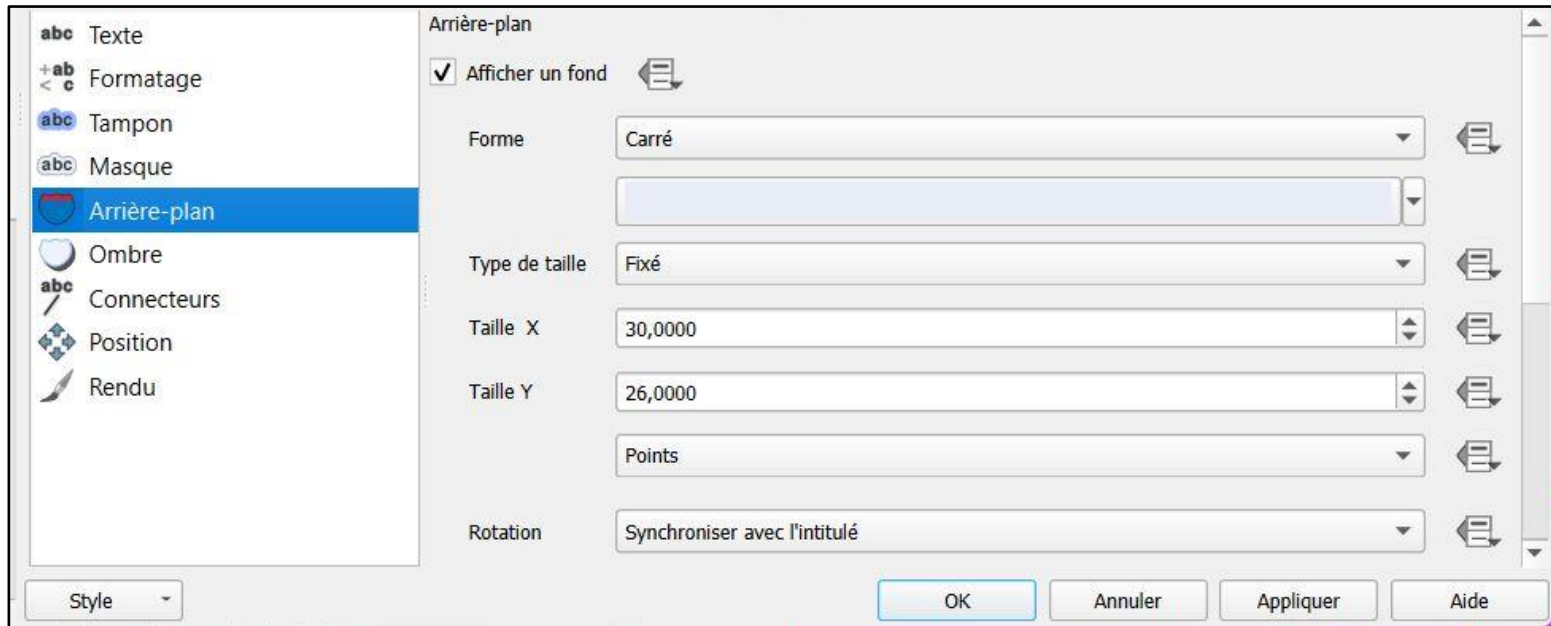 abc Texte
+ab
< c Formatage
abc Tampon
abc Masque
Arrière-plan
Ombre
abc
Connecteurs
Position
Rendu
Style
Arrière-plan
Afficher un fond
Forme Carré
Type de taille Fixé
Taille X 30,0000
Taille Y 26,0000
Points
Rotation Synchroniser avec l'intitulé
OK Annuler Appliquer Aide